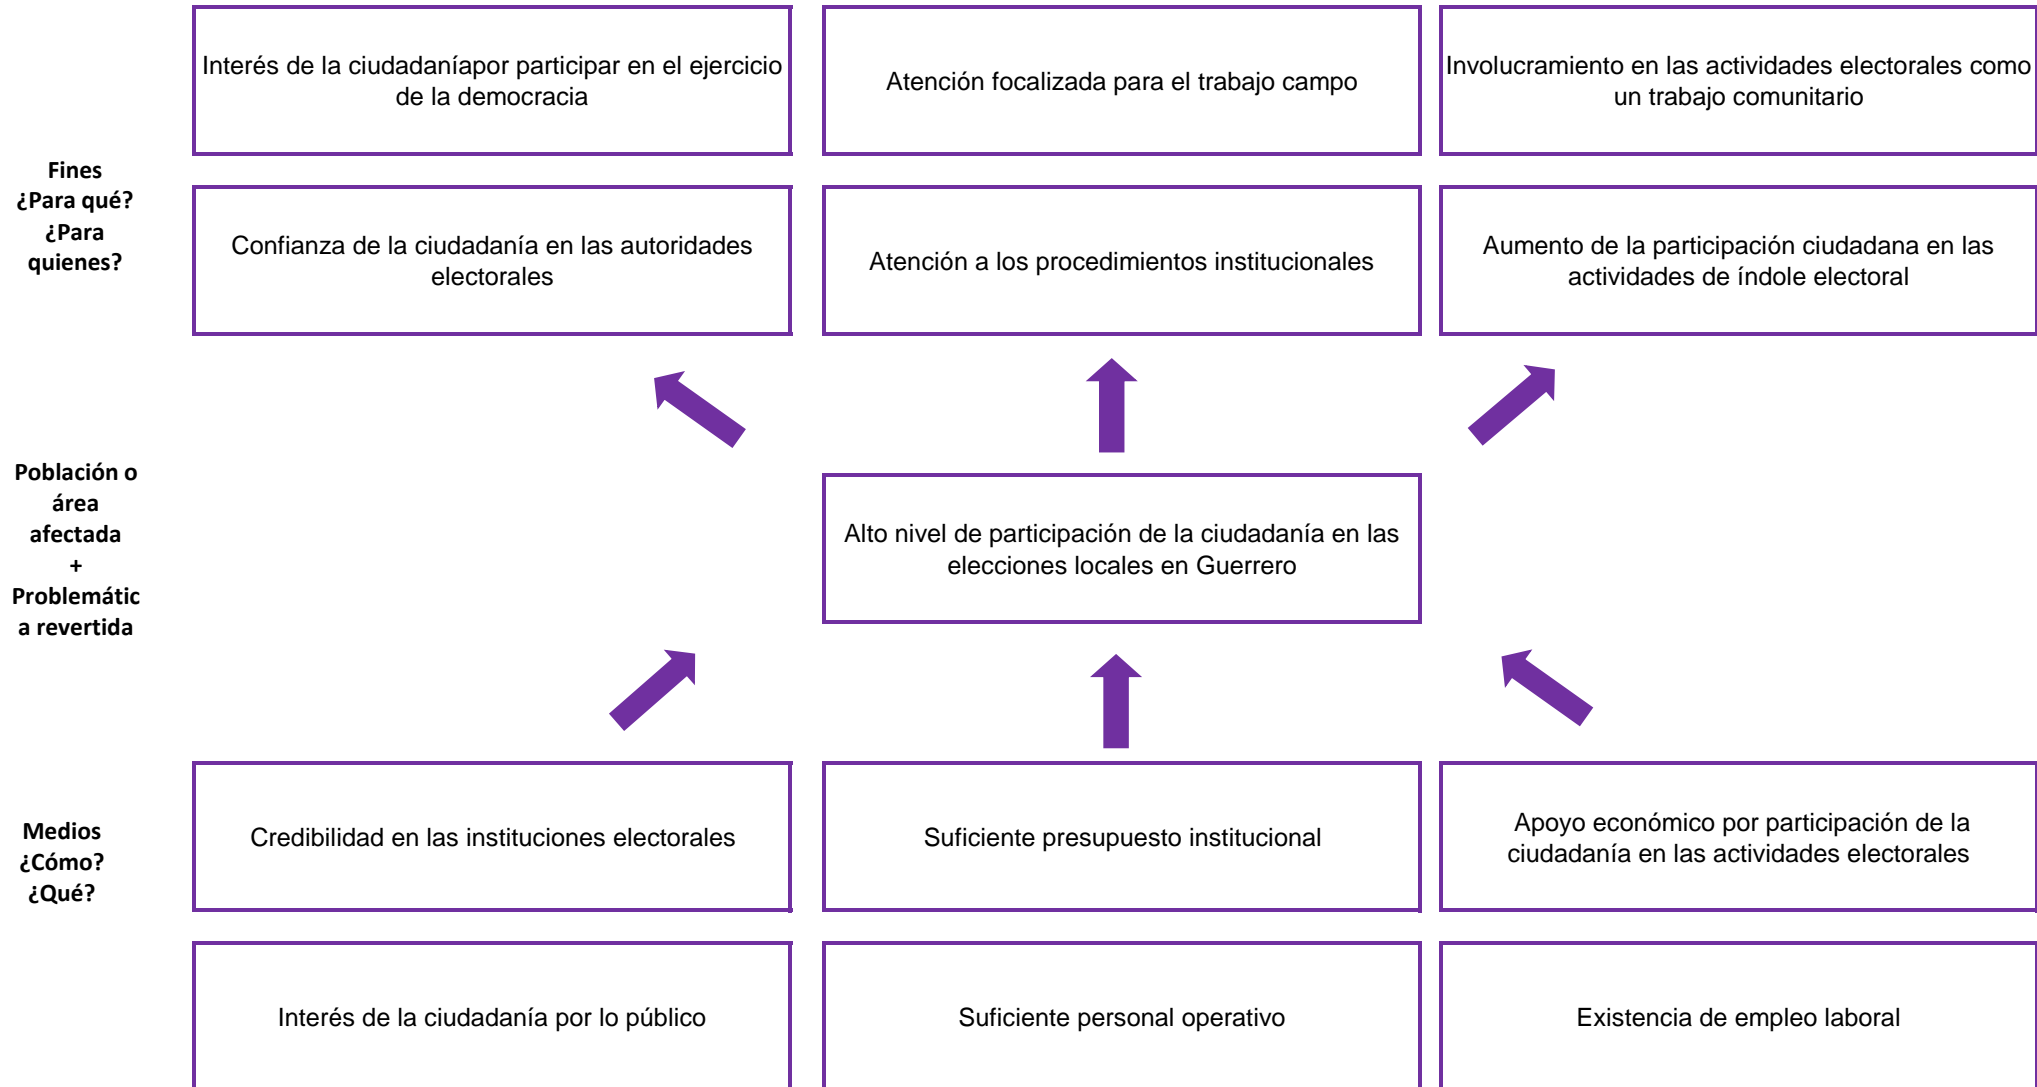 Interés de la ciudadaníapor participar en el ejercicio
de la democracia
Atención focalizada para el trabajo campo
Involucramiento en las actividades electorales como
un trabajo comunitario
Fines
¿Para qué?
¿Para
quienes?
Confianza de la ciudadanía en las autoridades
electorales
Atención a los procedimientos institucionales
Aumento de la participación ciudadana en las
actividades de índole electoral
Población o
área
afectada
+
Problemátic
a revertida
Alto nivel de participación de la ciudadanía en las
elecciones locales en Guerrero
Medios
¿Cómo?
¿Qué?
Credibilidad en las instituciones electorales
Suficiente presupuesto institucional
Apoyo económico por participación de la
ciudadanía en las actividades electorales
Interés de la ciudadanía por lo público
Suficiente personal operativo
Existencia de empleo laboral